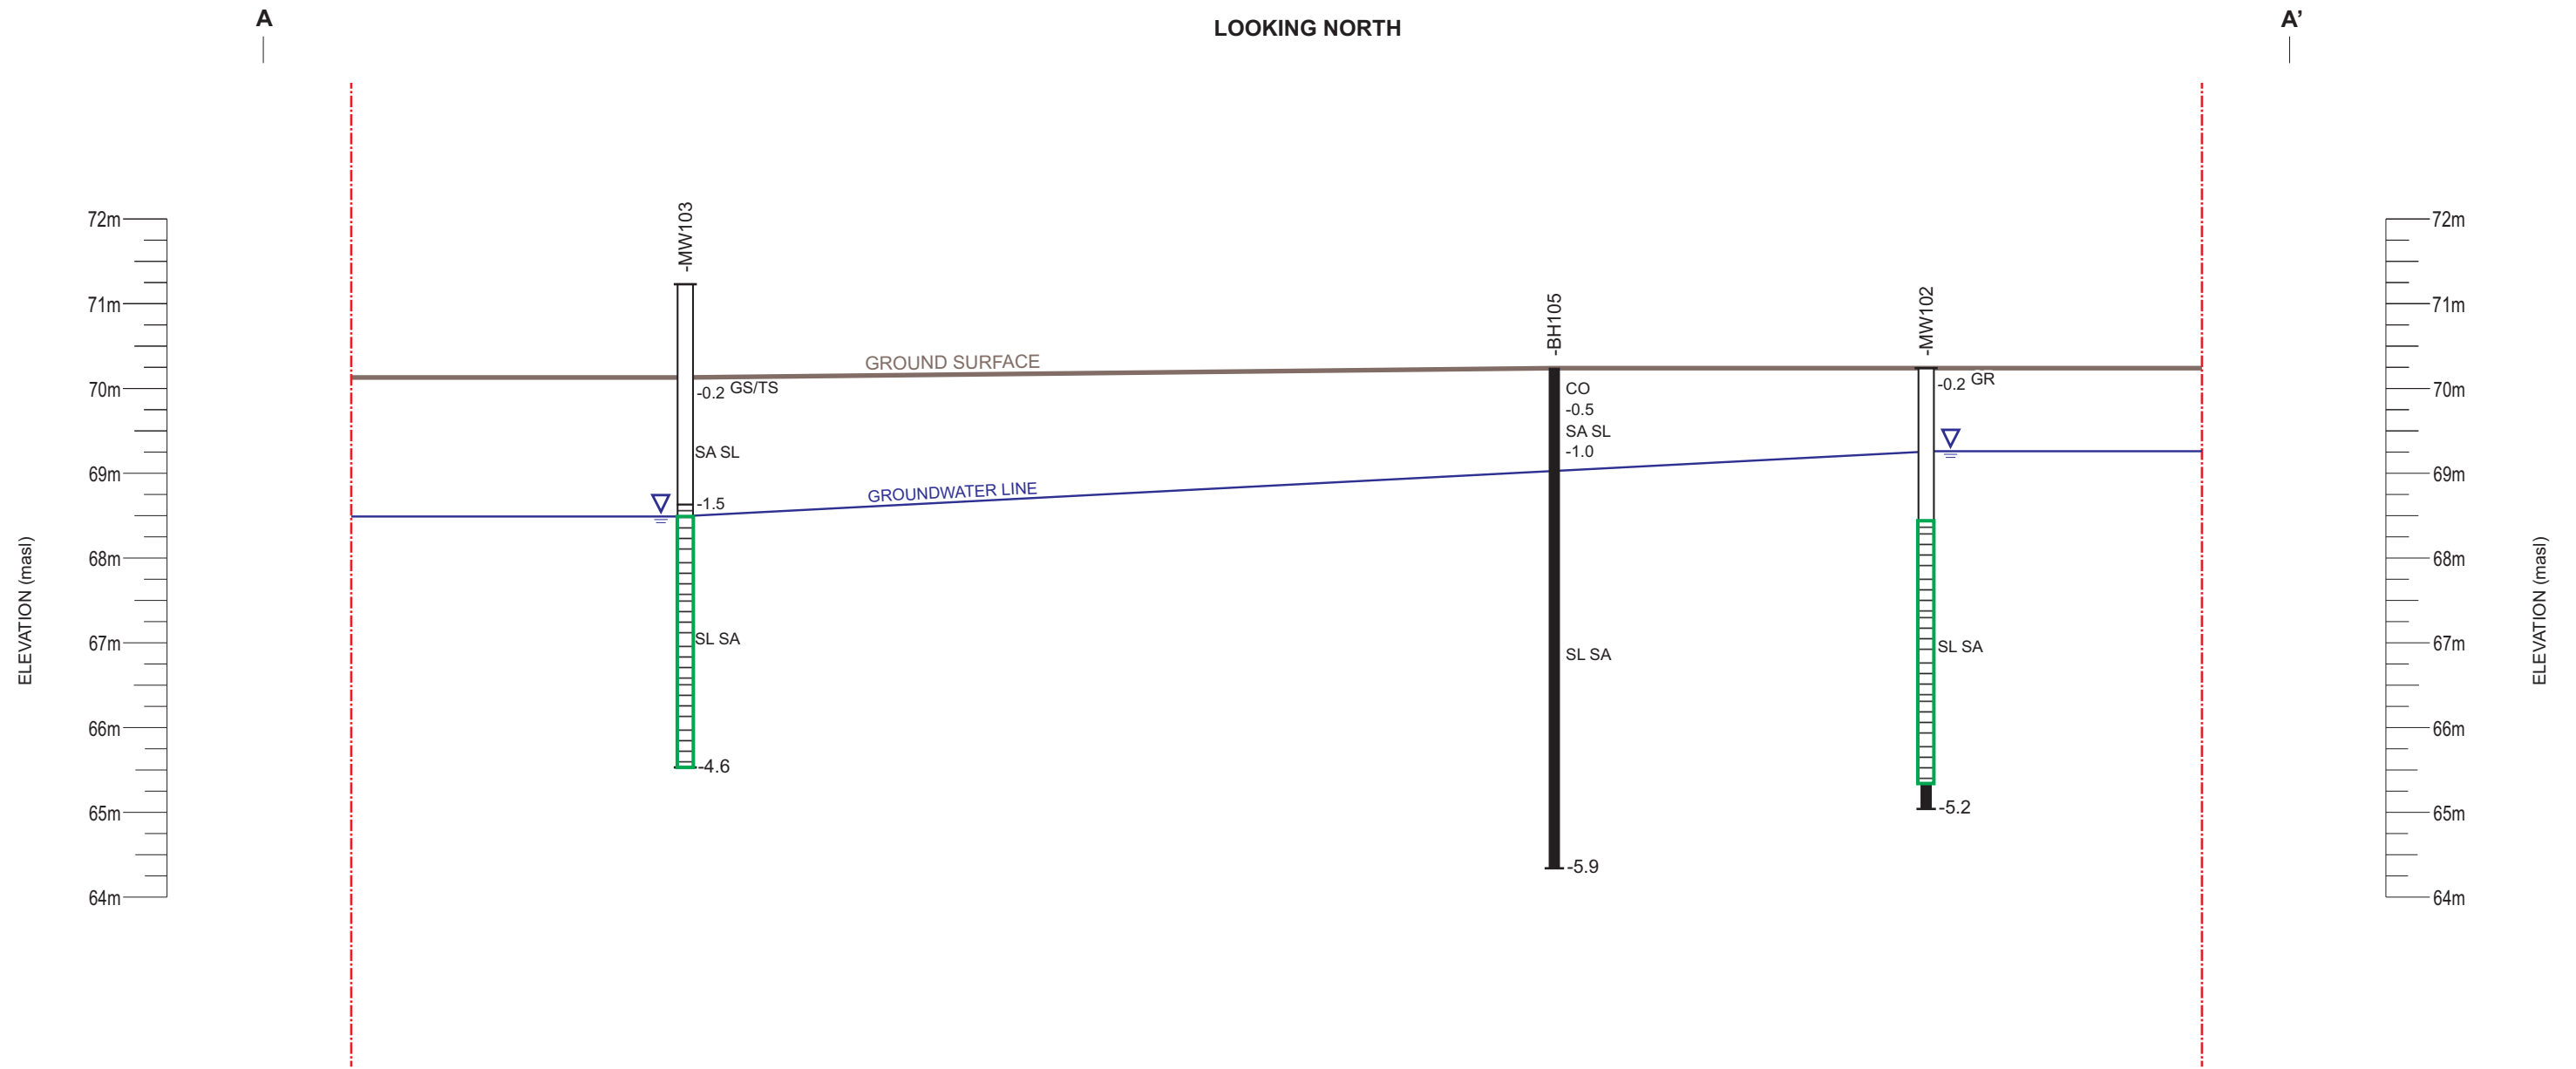 A
LOOKING NORTH
A’
72m
71m
70m
69m
68m
67m
66m
65m
64m
ELEVATION (masl)
-MW103
-0.2 GS/TS
SA SL
-1.5
SL SA
-4.6
GROUND SURFACE
GROUNDWATER LINE
-BH105
CO
-0.5
SA SL
-1.0
SL SA
-5.9
-MW102
-0.2 GR
SL SA
-5.2
72m
71m
70m
69m
68m
67m
66m
65m
64m
ELEVATION (masl)